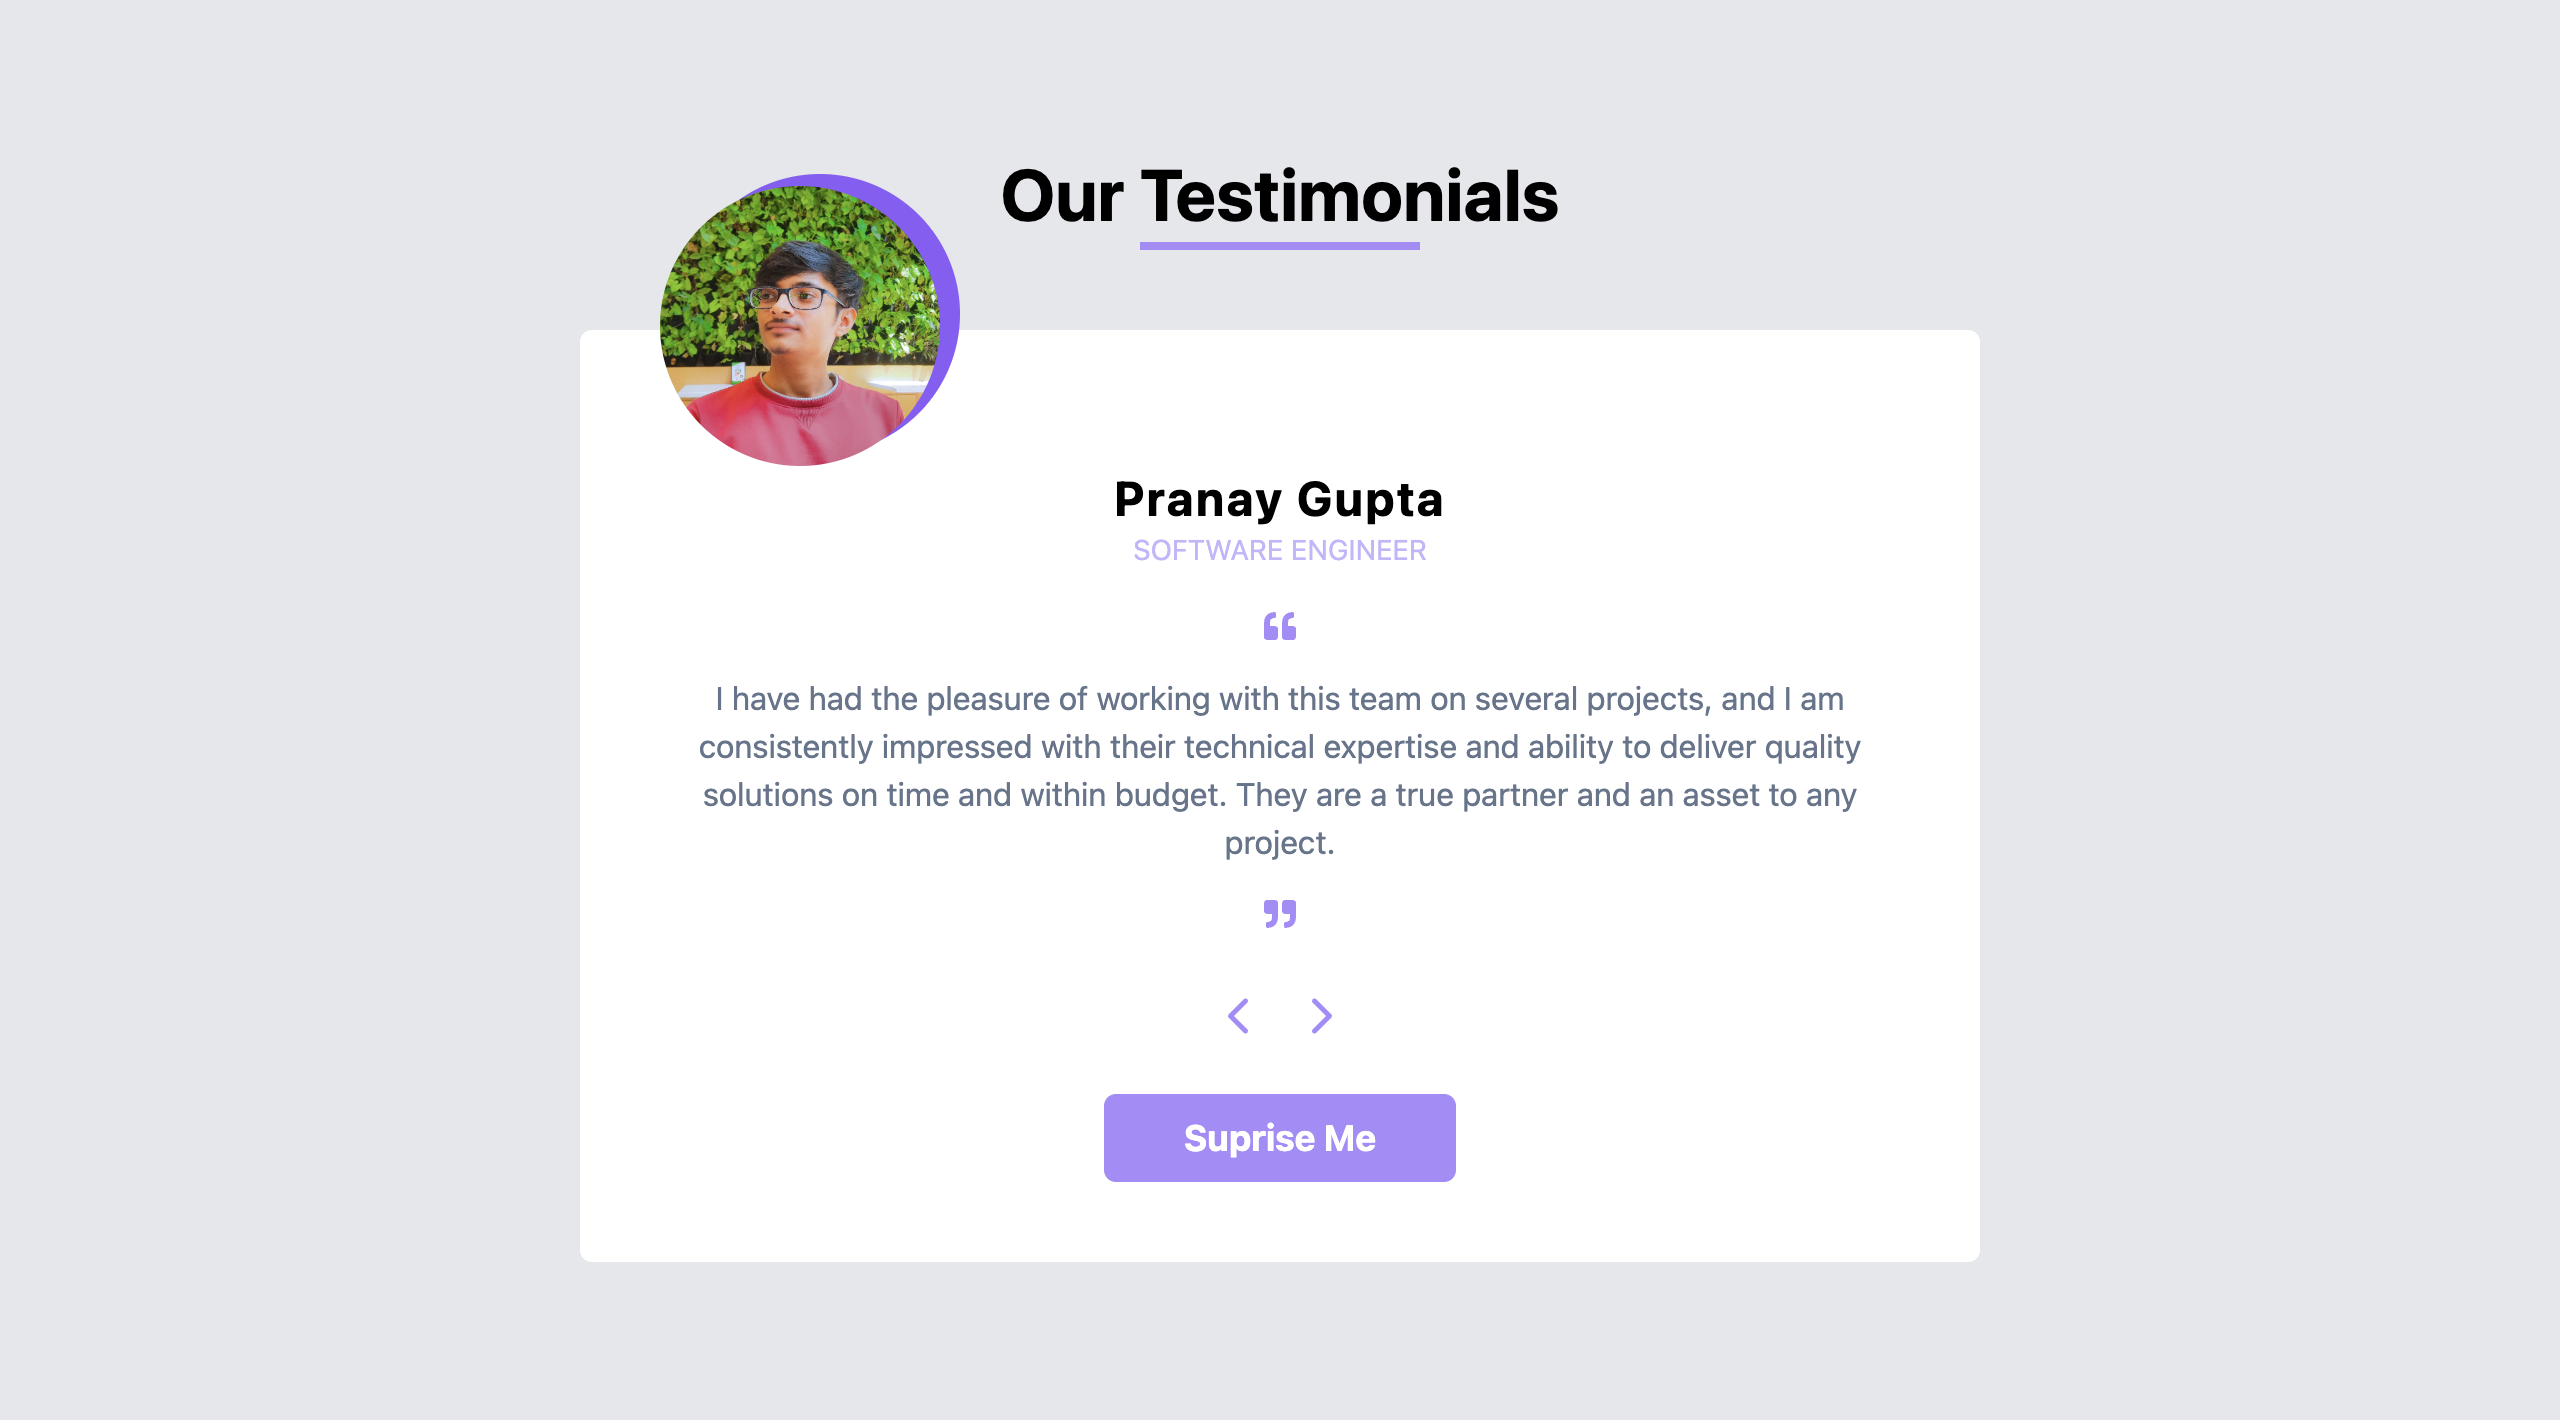 Our Testimonials
Pranay Gupta
SOFTWARE ENGINEER
“
I have had the pleasure of working with this team on several projects, and I am
consistently impressed with their technical expertise and ability to deliver quality
solutions on time and within budget. They are a true partner and an asset to any
project.
”
Suprise Me